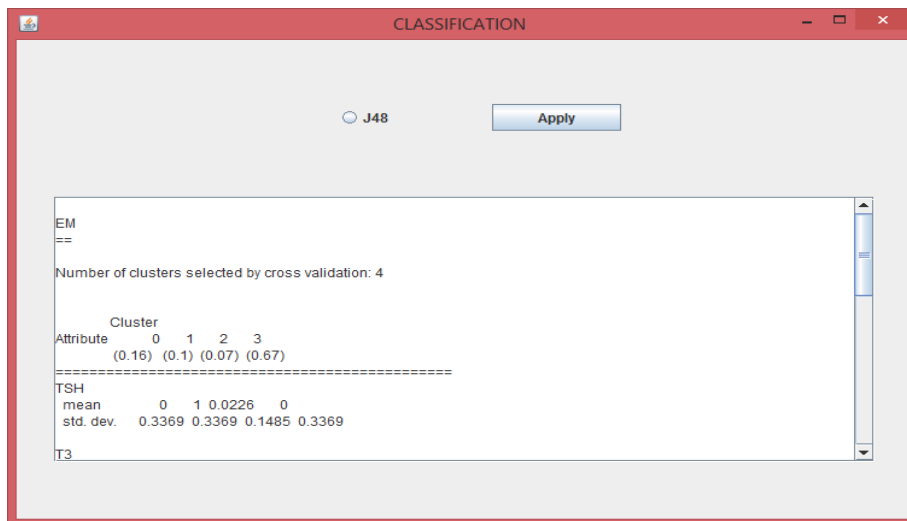 CLASSIFICATION
J48 Apply
EM
==
Number of clusters selected by cross validation: 4
Cluster
Attribute 0 1 2 3
(0.16) (0.1) (0.07) (0.67)
===============================================
TSH
mean 0 1 0.0226 0
std. dev. 0.3369 0.3369 0.1485 0.3369
T3